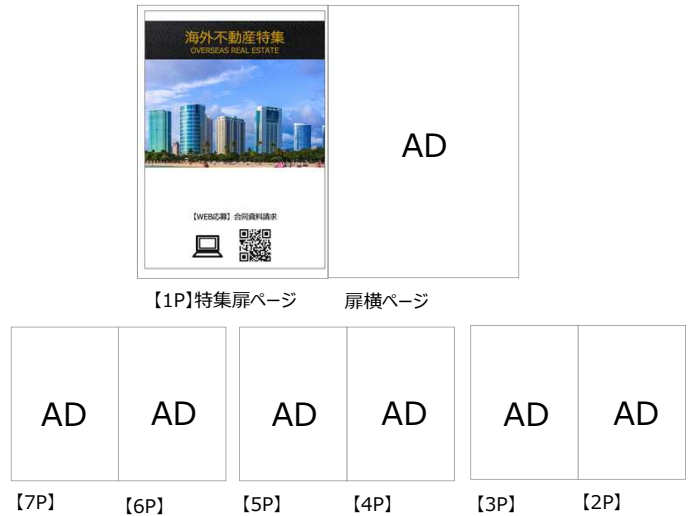 海外不動産特集
OVERSEAS REAL ESTATE
AD
【WEB応募】合同資料請求
【1P】特集扉ページ
扉横ページ
AD
AD
AD
AD
AD
AD
【7P】
【6P】
【5P】
【4P】
【3P】
【2P】